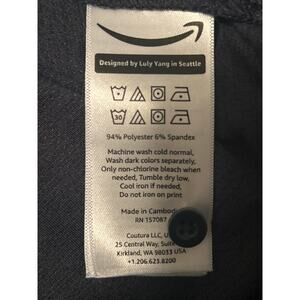 Designed by Luly Yang in Seattle
30
94% Polyester 6% Spandex
Machine wash cold normal,
Wash dark colors separately,
Only non-chlorine bleach when
needed, Tumble dry low,
Cool iron if needed,
Do not iron on print
Made in Cambodia
RN 157087
Coutura LLC,
25 Central Way, Suite
Kirkland, WA 98033 USA
+1.206.623.8200